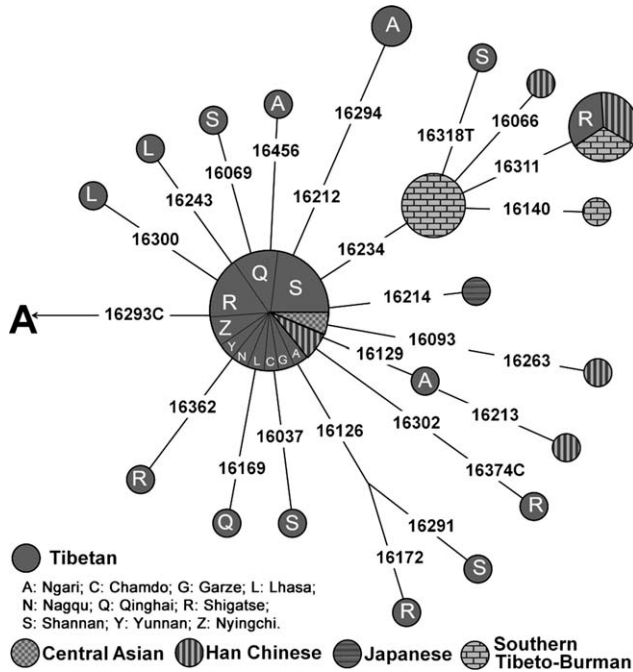 A
S
16294
A
16318T
16066
S
R
L
16456
16311
16069
16243
16212
L
16140
16300
16234
Q
S
16214
R
A
16293C
Z
16093
Y
16129
16263
N
L
C
G
A
A
16213
16362
16126
16302
16037
16169
16374C
R
R
Q
S
16291
S
16172
R
Tibetan
A: Ngari; C: Chamdo; G: Garze; L: Lhasa;
N: Nagqu; Q: Qinghai; R: Shigatse;
S: Shannan; Y: Yunnan; Z: Nyingchi.
Central Asian
Han Chinese
Japanese
Southern
Tibeto-Burman